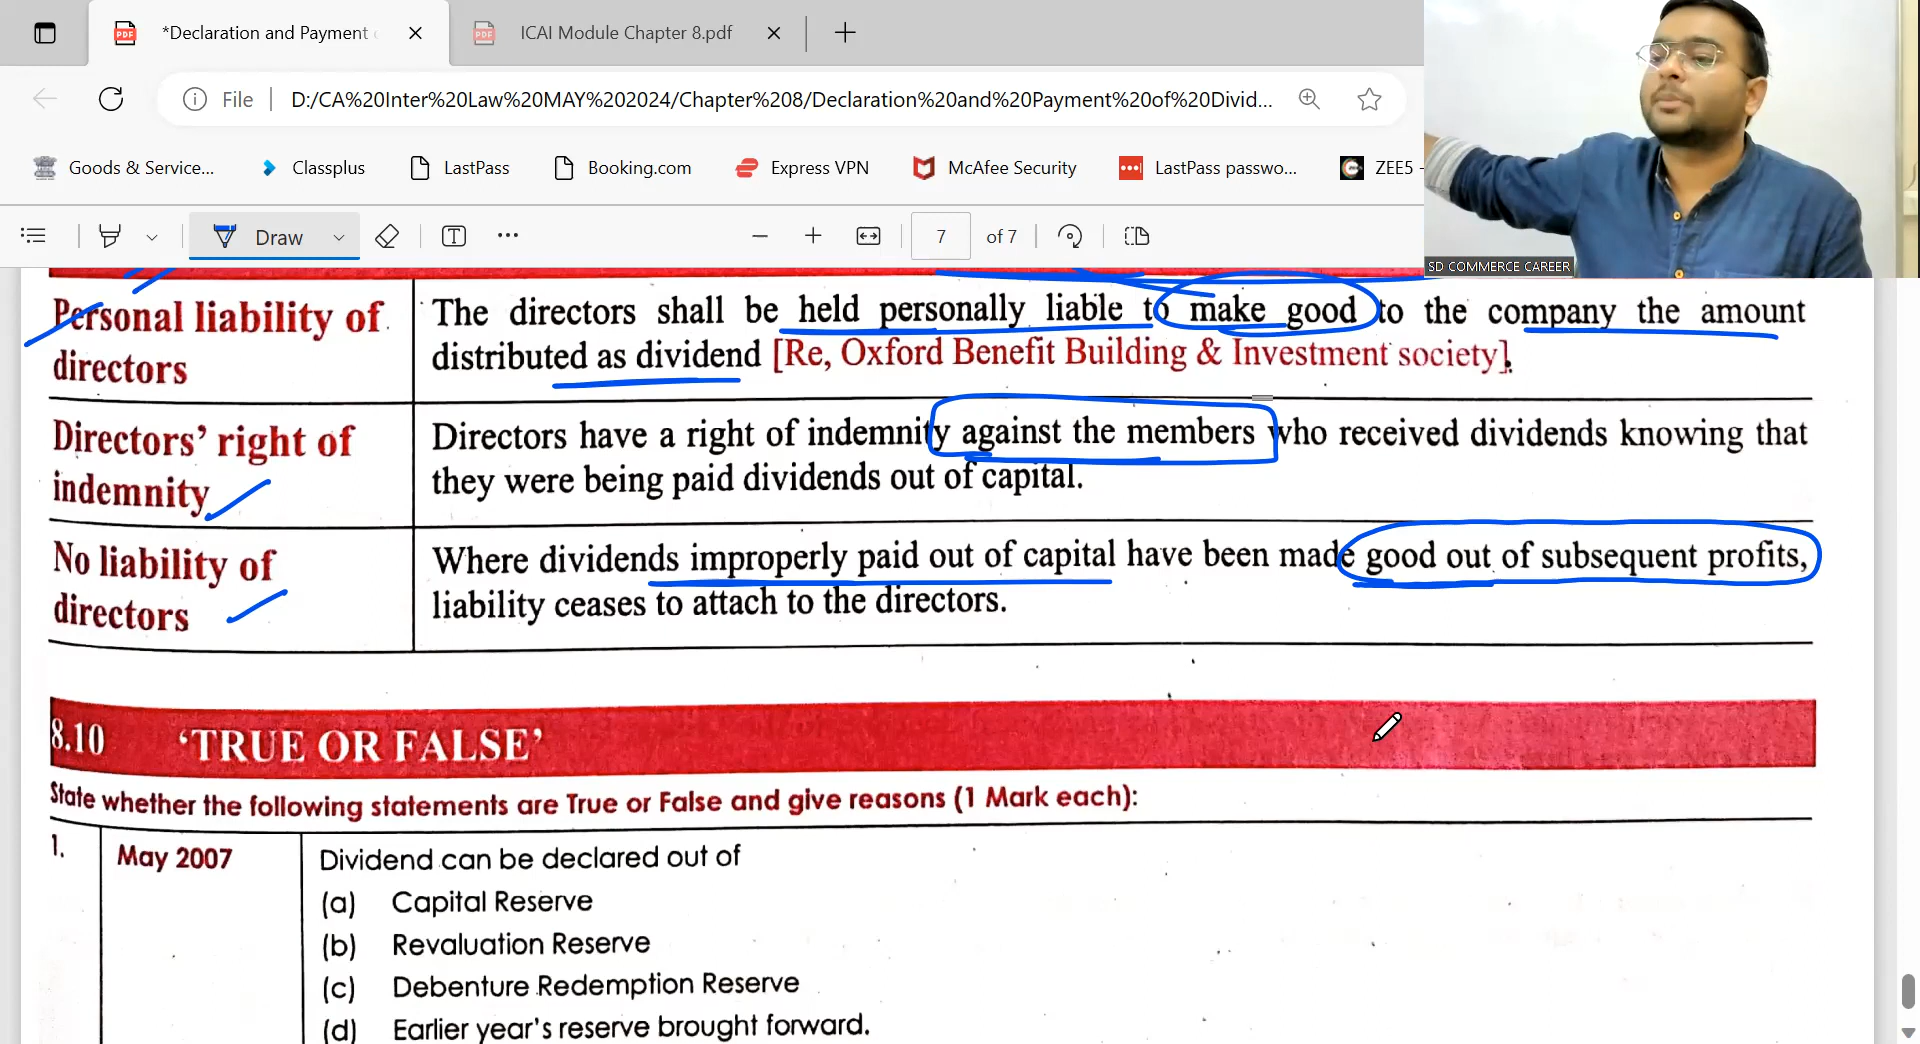 *Declaration and Payment
ICAI Module Chapter 8.pdf
File
D:/CA%20Inter%20Law%20MAY%202024/Chapter%208/Declaration%20and%20Payment%20of%20Divid...
Goods & Service...
Classplus
LastPass
Booking.com
Express VPN
McAfee Security
LastPass passwo...
ZEE5 -
Draw
7 of 7
SD COMMERCE CAREER
Personal liability of directors
The directors shall be held personally liable to make good to the company the amount
distributed as dividend [Re, Oxford Benefit Building & Investment society].
Directors' right of indemnity
Directors have a right of indemnity against the members who received dividends knowing that
they were being paid dividends out of capital.
No liability of directors
Where dividends improperly paid out of capital have been made good out of subsequent profits,
liability ceases to attach to the directors.
8.10 'TRUE OR FALSE'
State whether the following statements are True or False and give reasons (1 Mark each):
1. May 2007 Dividend can be declared out of
(a) Capital Reserve
(b) Revaluation Reserve
(c) Debenture Redemption Reserve
(d) Earlier year's reserve brought forward.